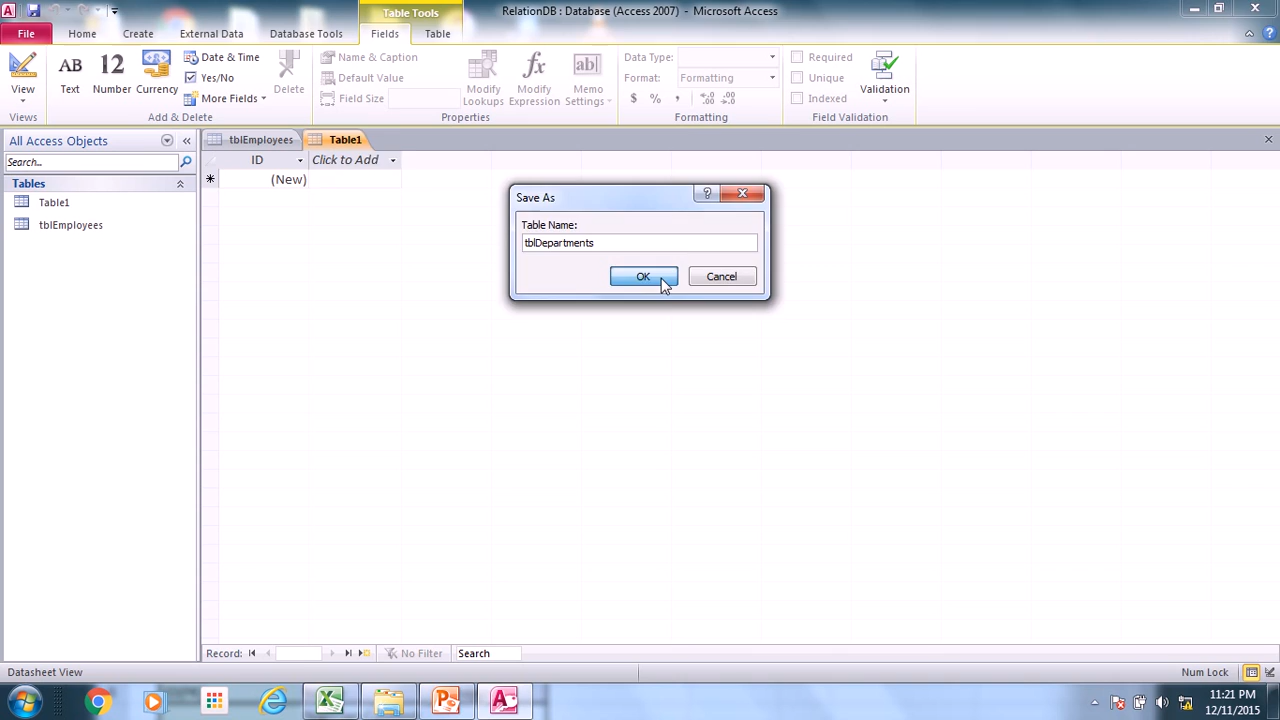 Table Tools
RelationDB : Database (Access 2007) - Microsoft Access
File Home Create External Data Database Tools Fields Table
View
Views
AB Text
12 Number
Currency
Date & Time
Yes/No
More Fields
Delete
Add & Delete
Name & Caption
Default Value
Field Size
Modify Lookups
fx Modify Expression
ab Memo Settings
Properties
Data Type:
Format: Formatting
$ % ,
Formatting
Required
Unique
Indexed
Validation
Field Validation
All Access Objects
Search...
Tables
Table1
tblEmployees
tblEmployees Table1
ID Click to Add
* (New)
Save As
Table Name:
tblDepartments
OK Cancel
Record: No Filter Search
Datasheet View Num Lock
11:21 PM
12/11/2015